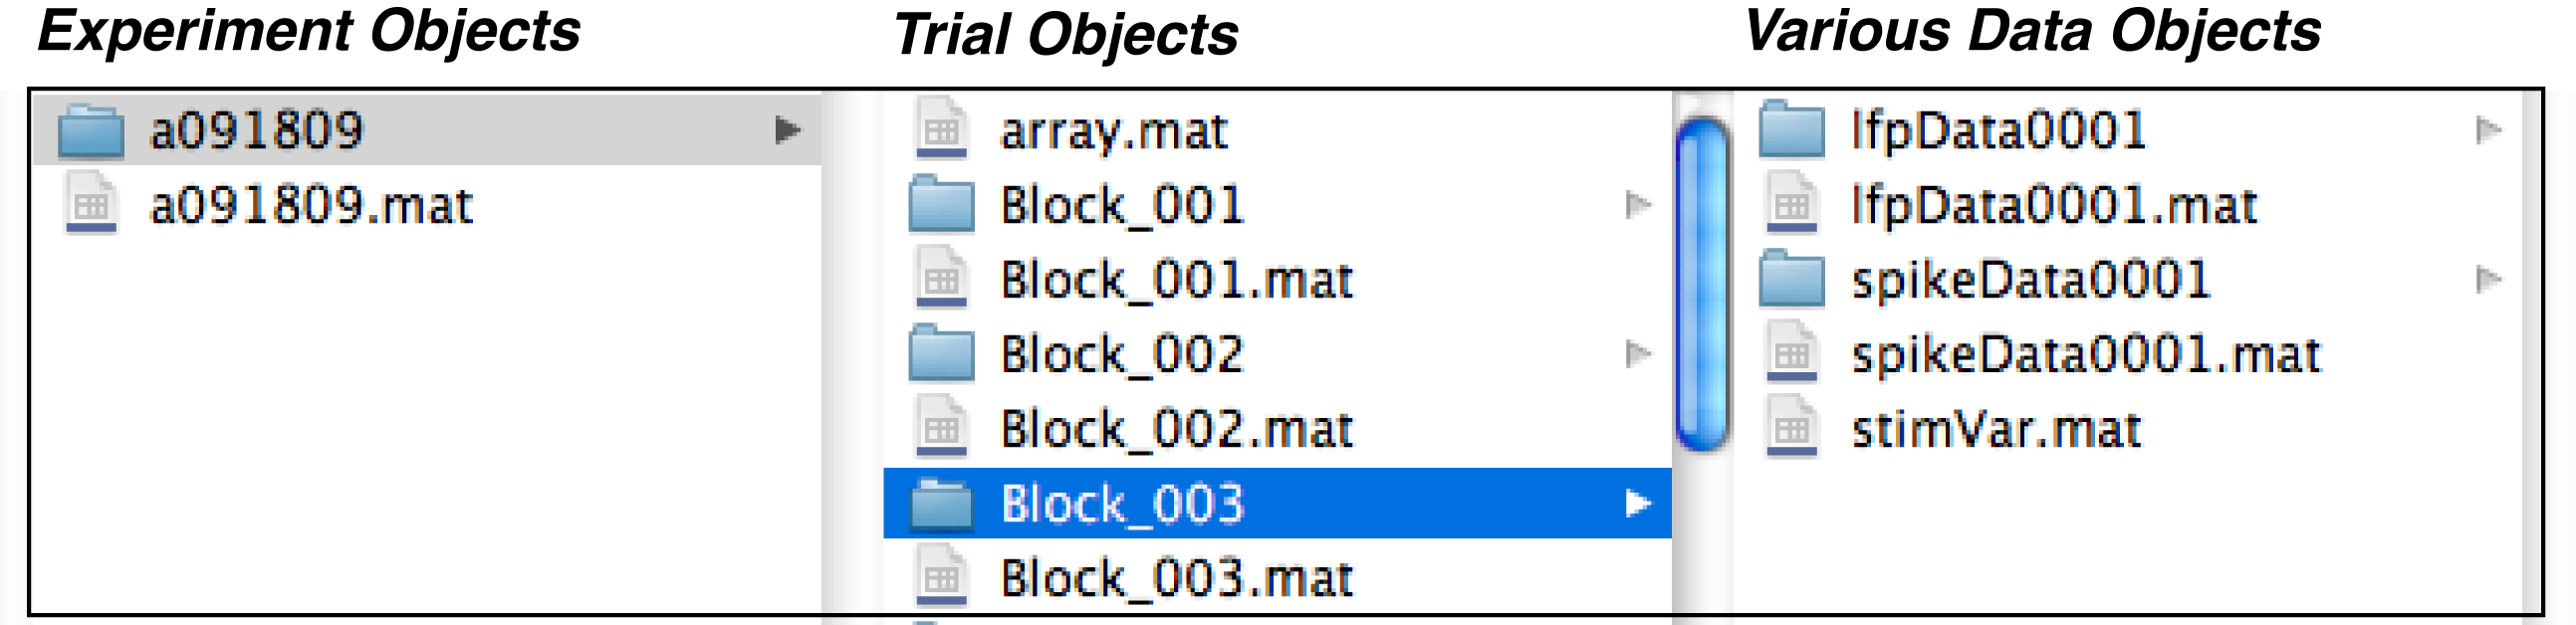 Experiment Objects
a091809
a091809.mat
Trial Objects
array.mat
Block_001
Block_001.mat
Block_002
Block_002.mat
Block_003
Block_003.mat
Various Data Objects
lfpData0001
lfpData0001.mat
spikeData0001
spikeData0001.mat
stimVar.mat